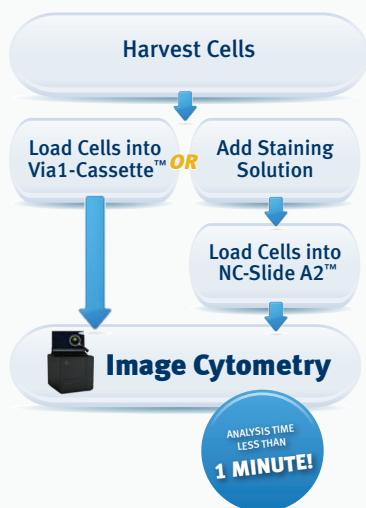 Harvest Cells
Load Cells into
Via1-Cassette™
OR
Add Staining
Solution
Load Cells into
NC-Slide A2™
Image Cytometry
ANALYSIS TIME
LESS THAN
1 MINUTE!